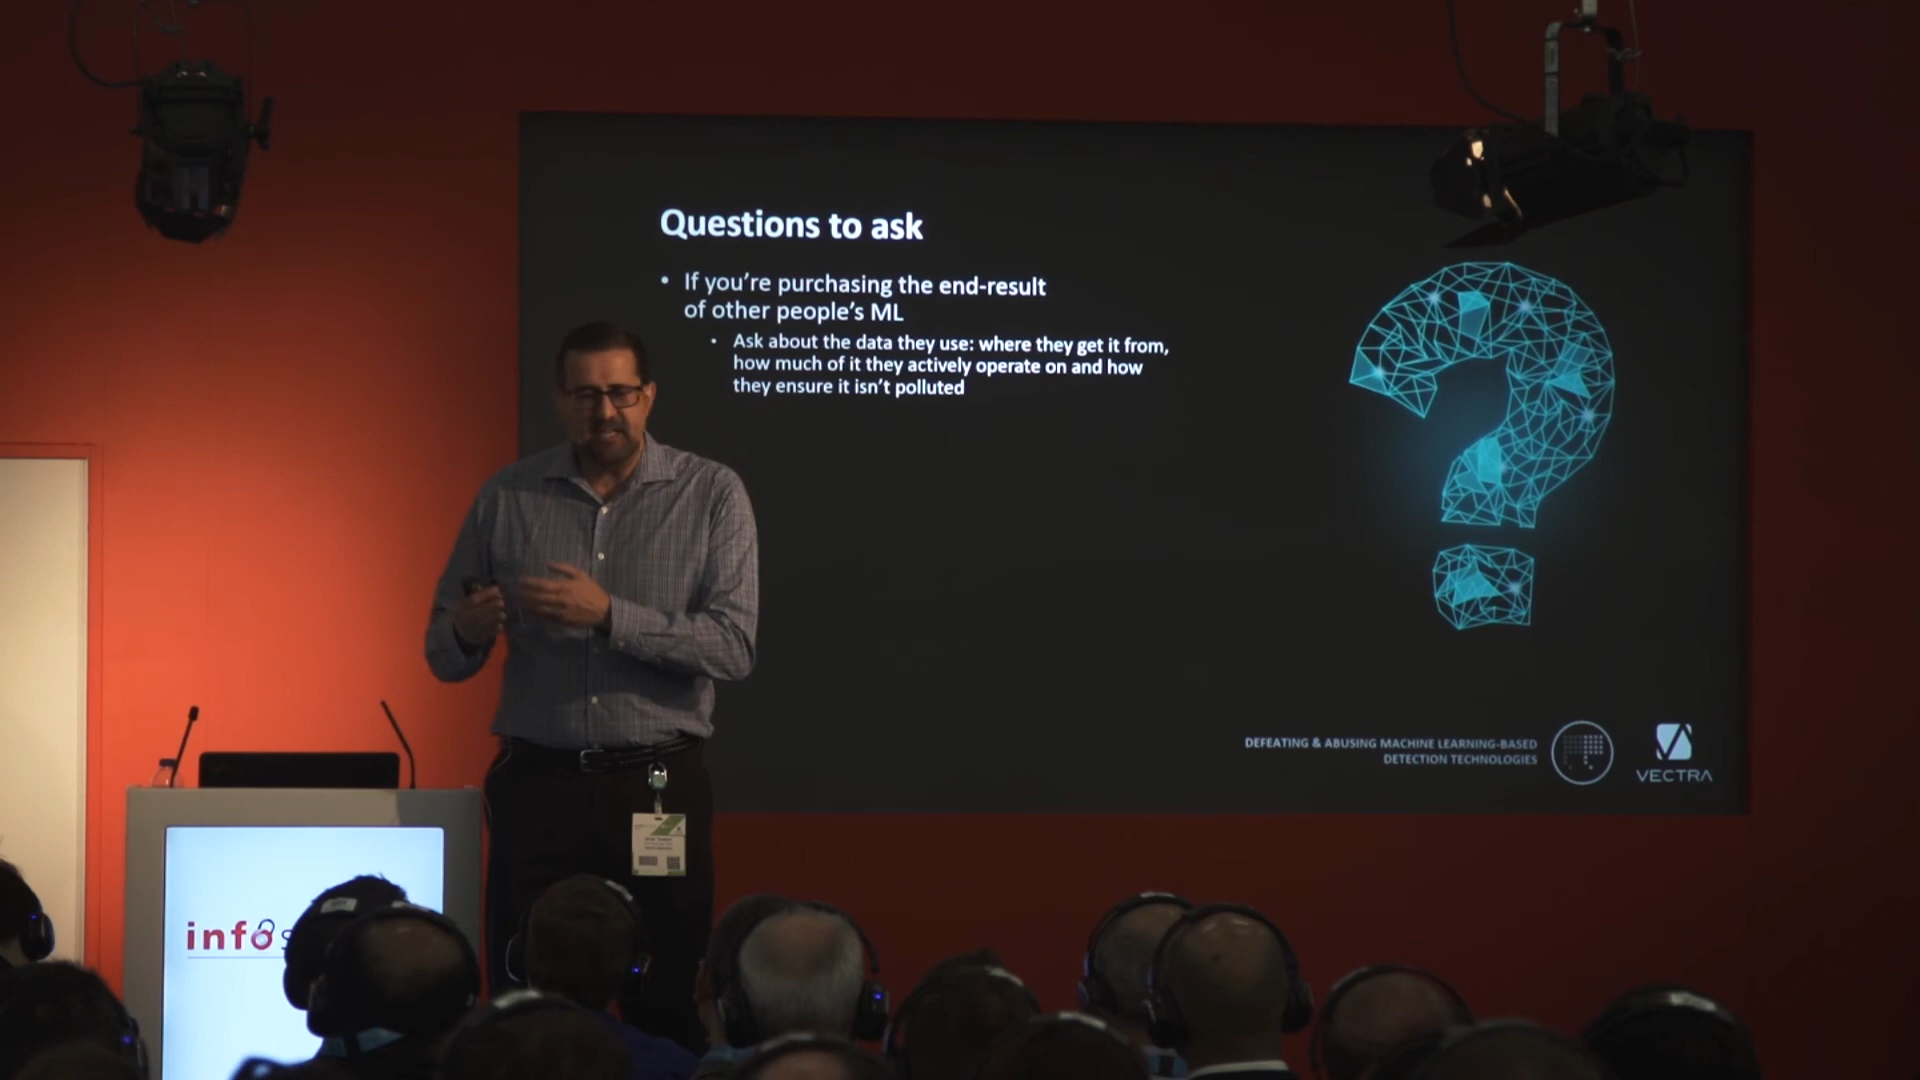 Questions to ask
• If you're purchasing the end-result
of other people's ML
• Ask about the data they use: where they get it from,
how much of it they actively operate on and how
they ensure it isn't polluted
DEFEATING & ABUSING MACHINE LEARNING-BASED
DETECTION TECHNOLOGIES
VECTRA
infos